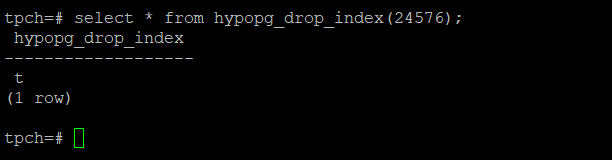 tpch=# select * from hypopg_drop_index(24576);
 hypopg_drop_index
-------------------
 t
(1 row)
tpch=#